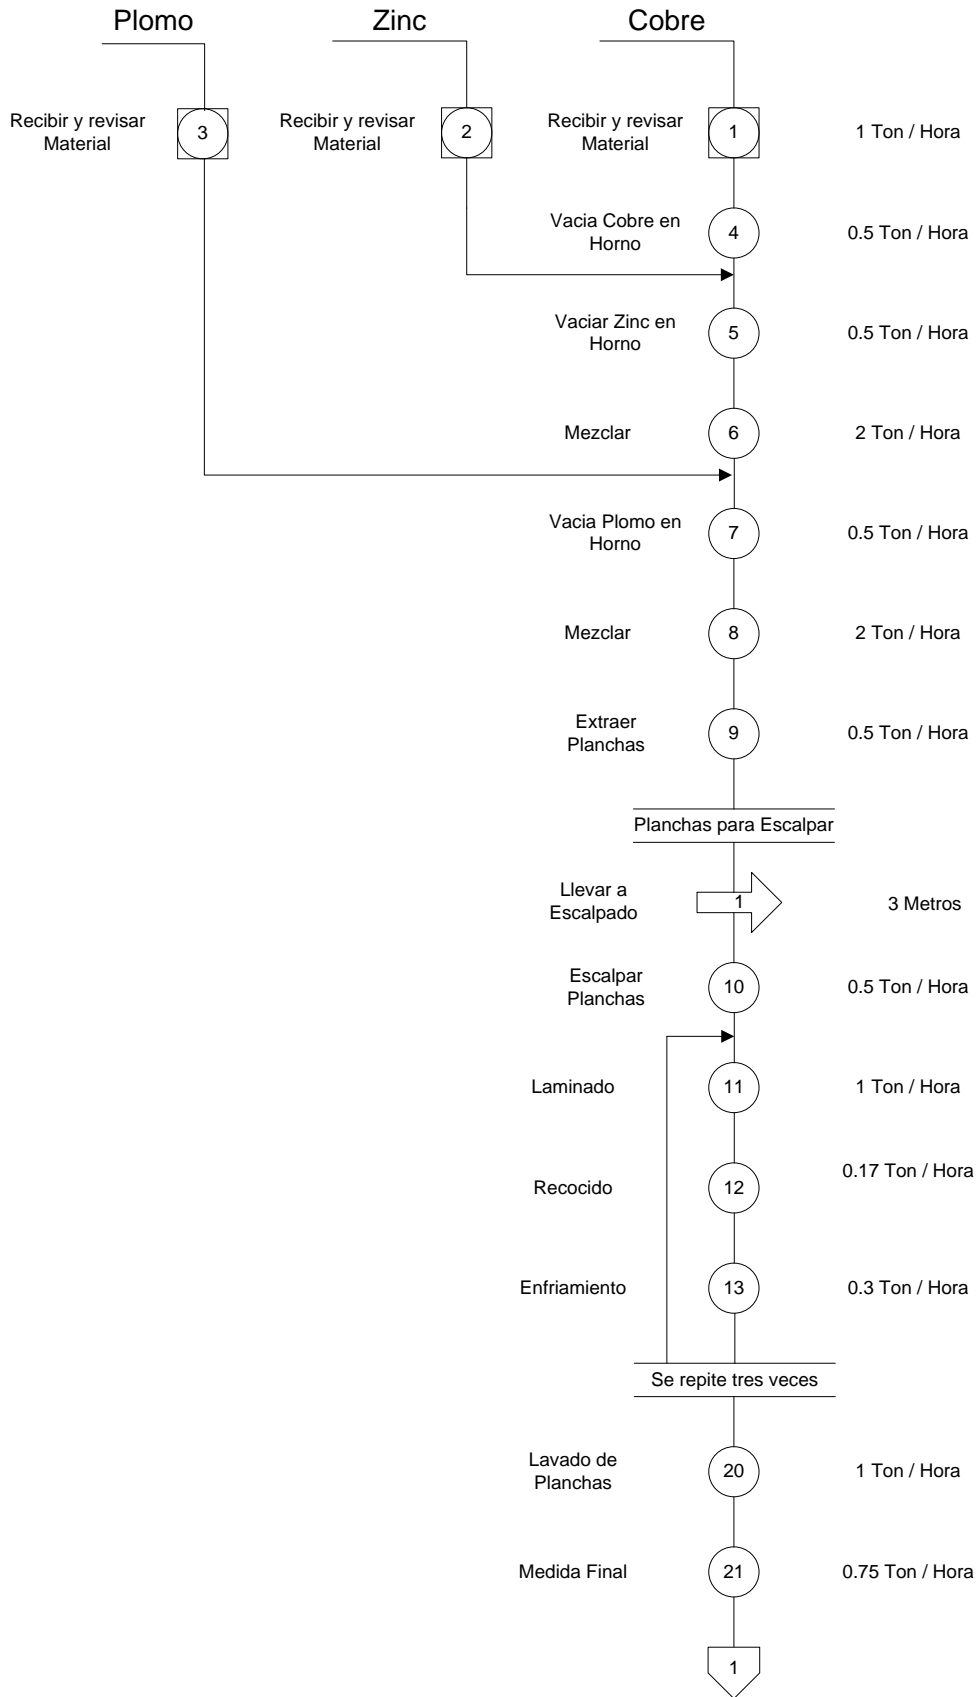 Plomo
Zinc
Cobre
Recibir y revisar
Material
3
Recibir y revisar
Material
2
Recibir y revisar
Material
1
1 Ton / Hora
Vacia Cobre en
Horno
4
0.5 Ton / Hora
Vaciar Zinc en
Horno
5
0.5 Ton / Hora
Mezclar
6
2 Ton / Hora
Vacia Plomo en
Horno
7
0.5 Ton / Hora
Mezclar
8
2 Ton / Hora
Extraer
Planchas
9
0.5 Ton / Hora
Planchas para Escalpar
Llevar a
Escalpado
1
3 Metros
Escalpar
Planchas
10
0.5 Ton / Hora
Laminado
11
1 Ton / Hora
Recocido
12
0.17 Ton / Hora
Enfriamiento
13
0.3 Ton / Hora
Se repite tres veces
Lavado de
Planchas
20
1 Ton / Hora
Medida Final
21
0.75 Ton / Hora
1